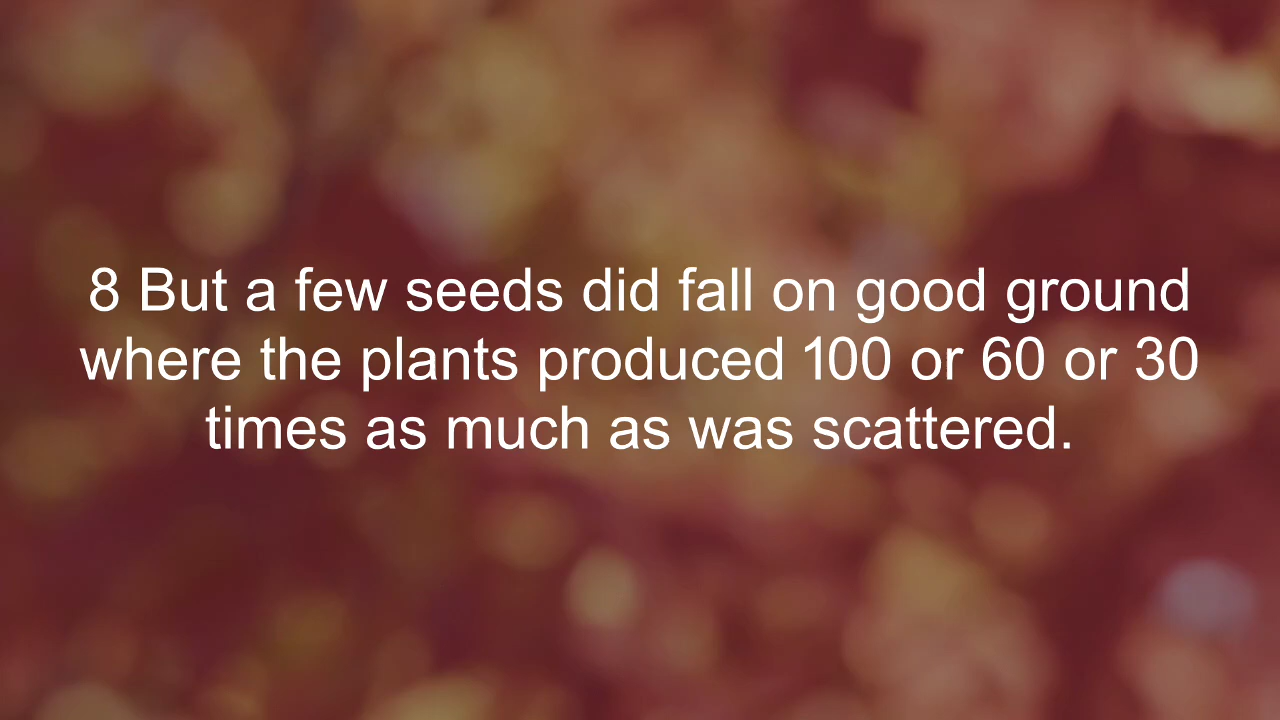 8 But a few seeds did fall on good ground
where the plants produced 100 or 60 or 30
times as much as was scattered.